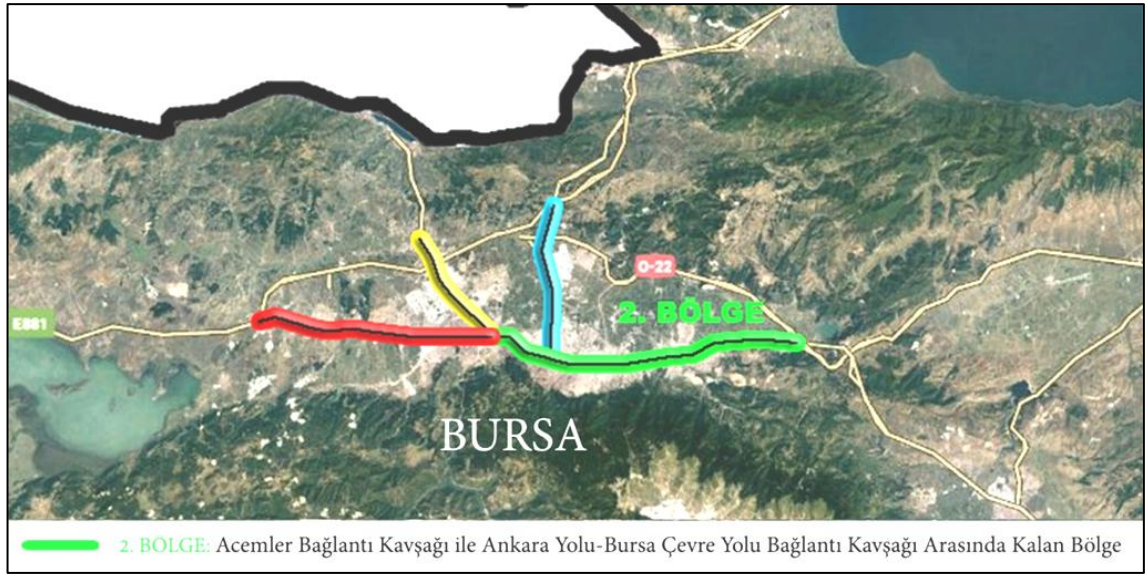 O-22
2. BÖLGE
E881
BURSA
2. BÖLGE: Acemler Bağlantı Kavşağı ile Ankara Yolu-Bursa Çevre Yolu Bağlantı Kavşağı Arasında Kalan Bölge